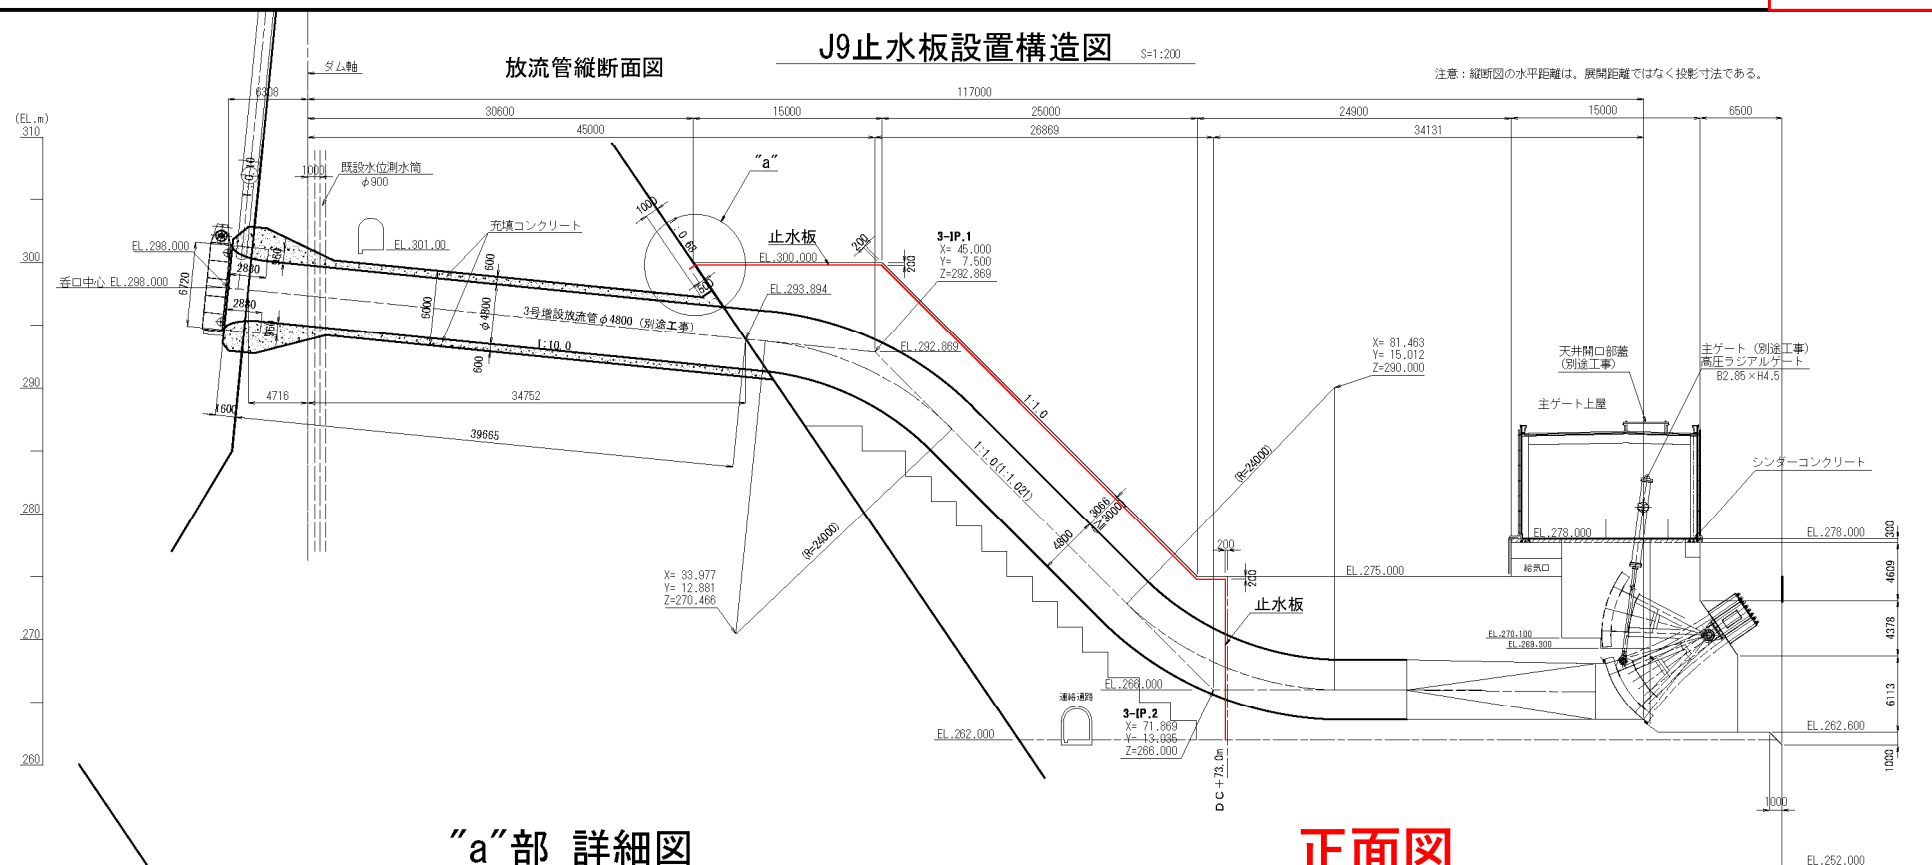 J9止水板設置構造図
S=1:200
放流管縦断面図
注意：縦断図の水平距離は。展開距離ではなく投影寸法である。
ダム軸
6308
117000
30600
15000
25000
24900
15000
6500
45000
26869
34131
(EL.m)
310
300
290
280
270
260
1000
既設水位測水筒
φ900
"a"
1000
充填コンクリート
EL.301.00
止水板
EL.300.000
200
200
3-IP.1
X= 45.000
Y= 7.500
Z=292.869
EL.298.000
呑口中心 EL.298.000
6720
2880
2880
960
960
600
6000
φ4800
600
3号増設放流管φ4800 (別途工事)
1:10.0
EL.293.894
EL.292.869
4716
34752
1600
39665
1:1.0
1:1.0(1:1.021)
(R=24000)
(R=24000)
X= 81.463
Y= 15.012
Z=290.000
X= 33.977
Y= 12.881
Z=270.466
4800
3066
(≧3000)
200
200
EL.275.000
止水板
天井開口部蓋
(別途工事)
主ゲート (別途工事)
高圧ラジアルゲート
B2.85×H4.5
主ゲート上屋
シンダーコンクリート
EL.278.000
EL.278.000
給気口
300
4609
4378
6113
1000
EL.270.100
EL.269.300
EL.266.000
連絡通路
3-IP.2
X= 71.869
Y= 13.035
Z=266.000
EL.262.000
EL.262.600
DC+73.0m
1000
EL.252.000
"a"部 詳細図
正面図